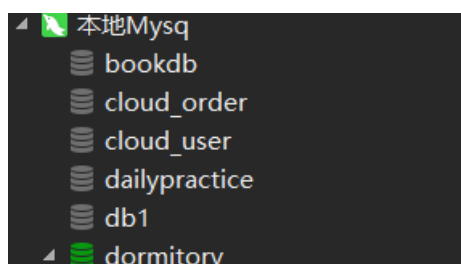 本地Mysq
bookdb
cloud_order
cloud_user
dailypractice
db1
dormitory